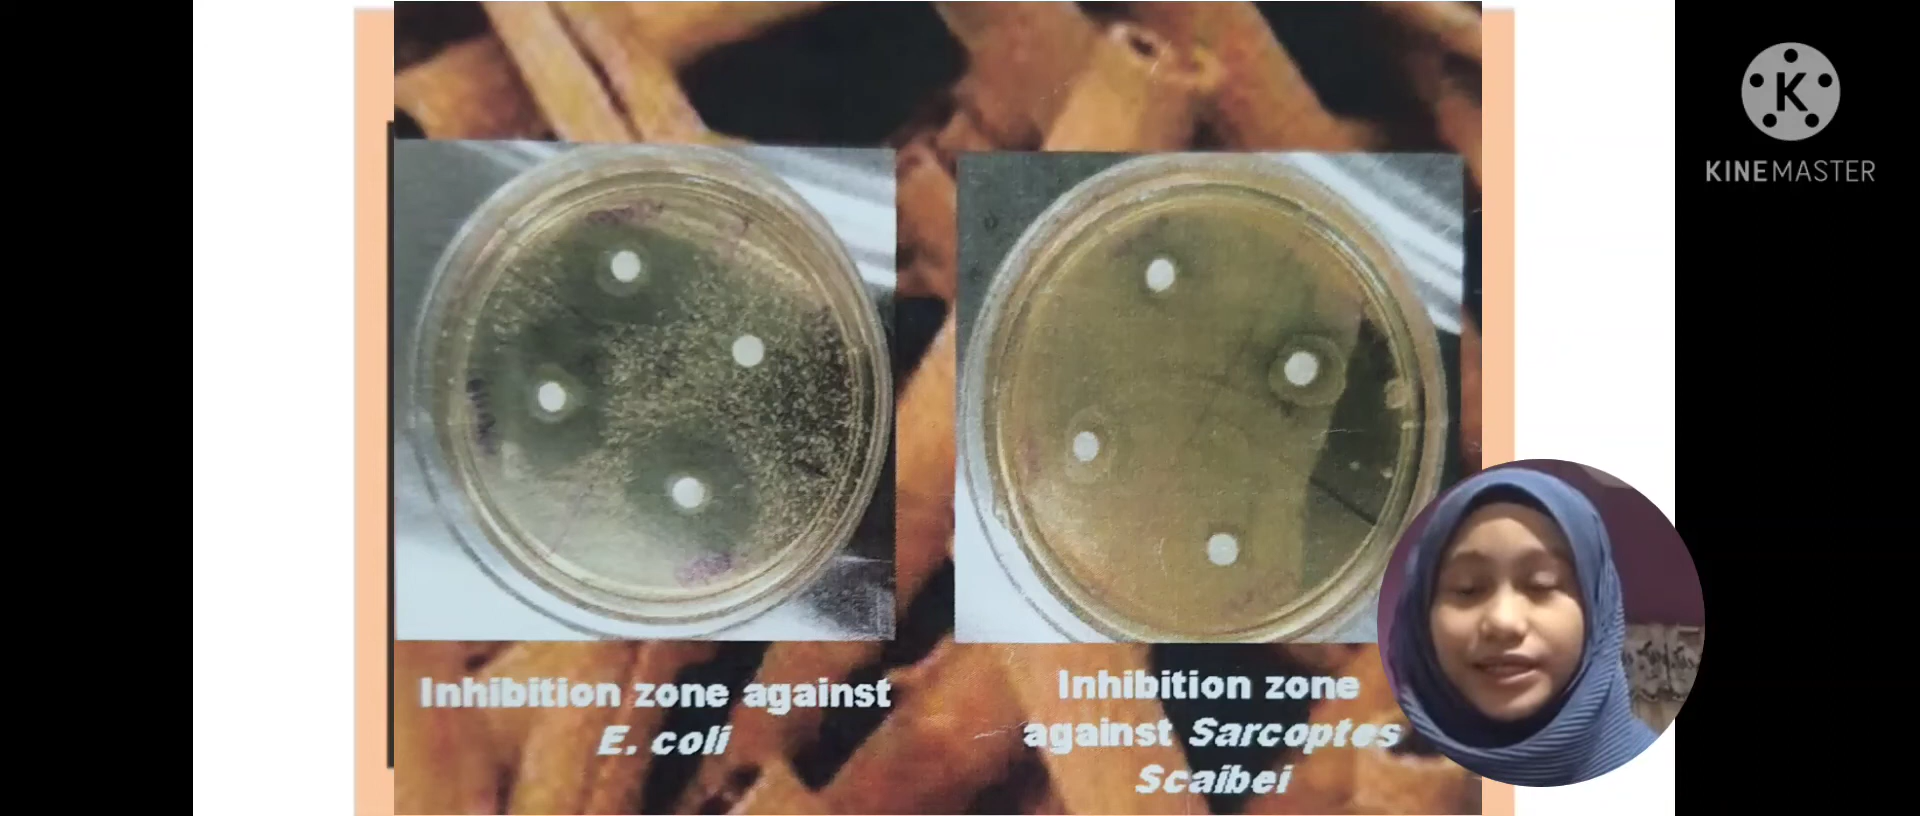 K
KINEMASTER
Inhibition zone against
E. coli
Inhibition zone
against Sarcoptes
Scaibei